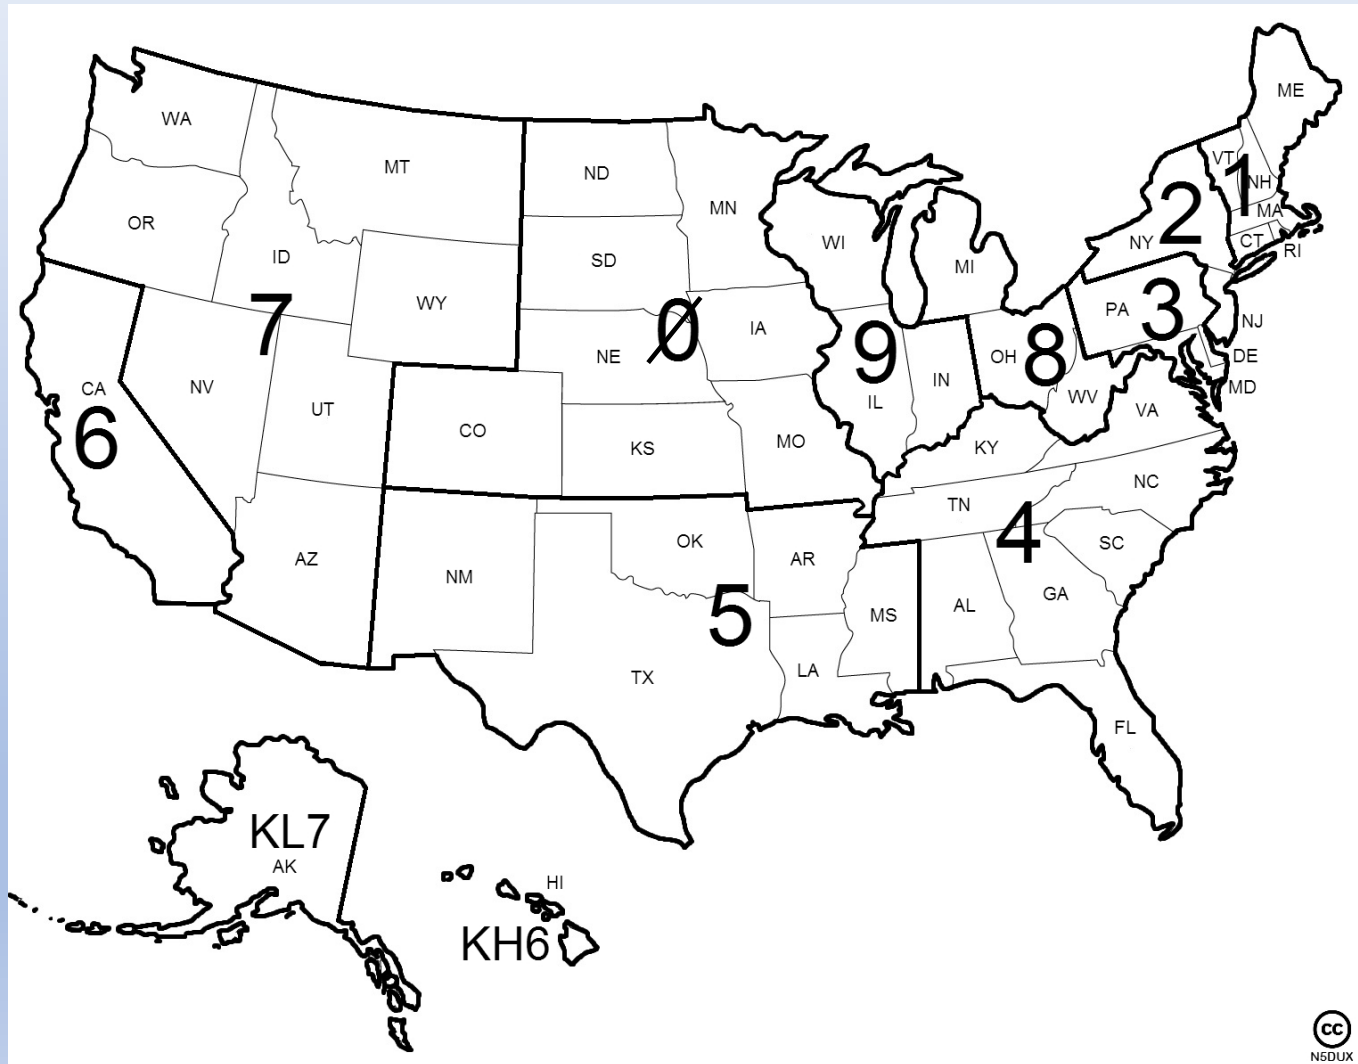 ME
WA
VT
MT
ND
NH
1
MN
MA
2
OR
NY
CT
RI
WI
ID
SD
MI
WY
7
Ø
IA
9
PA
3
NJ
NE
OH
8
DE
CA
NV
IN
MD
UT
IL
WV
VA
CO
6
KS
MO
KY
NC
TN
OK
4
SC
AZ
AR
NM
GA
AL
5
MS
TX
LA
FL
KL7
AK
HI
KH6
cc
N5DUX